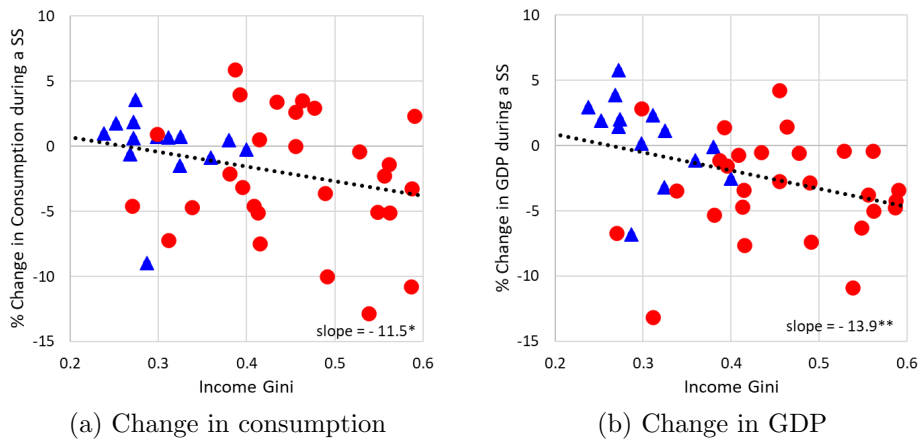 % Change in Consumption during a SS
10
5
0
-5
-10
-15
0.2 0.3 0.4 0.5 0.6
Income Gini
slope = - 11.5*
(a) Change in consumption
% Change in GDP during a SS
10
5
0
-5
-10
-15
0.2 0.3 0.4 0.5 0.6
Income Gini
slope = - 13.9**
(b) Change in GDP